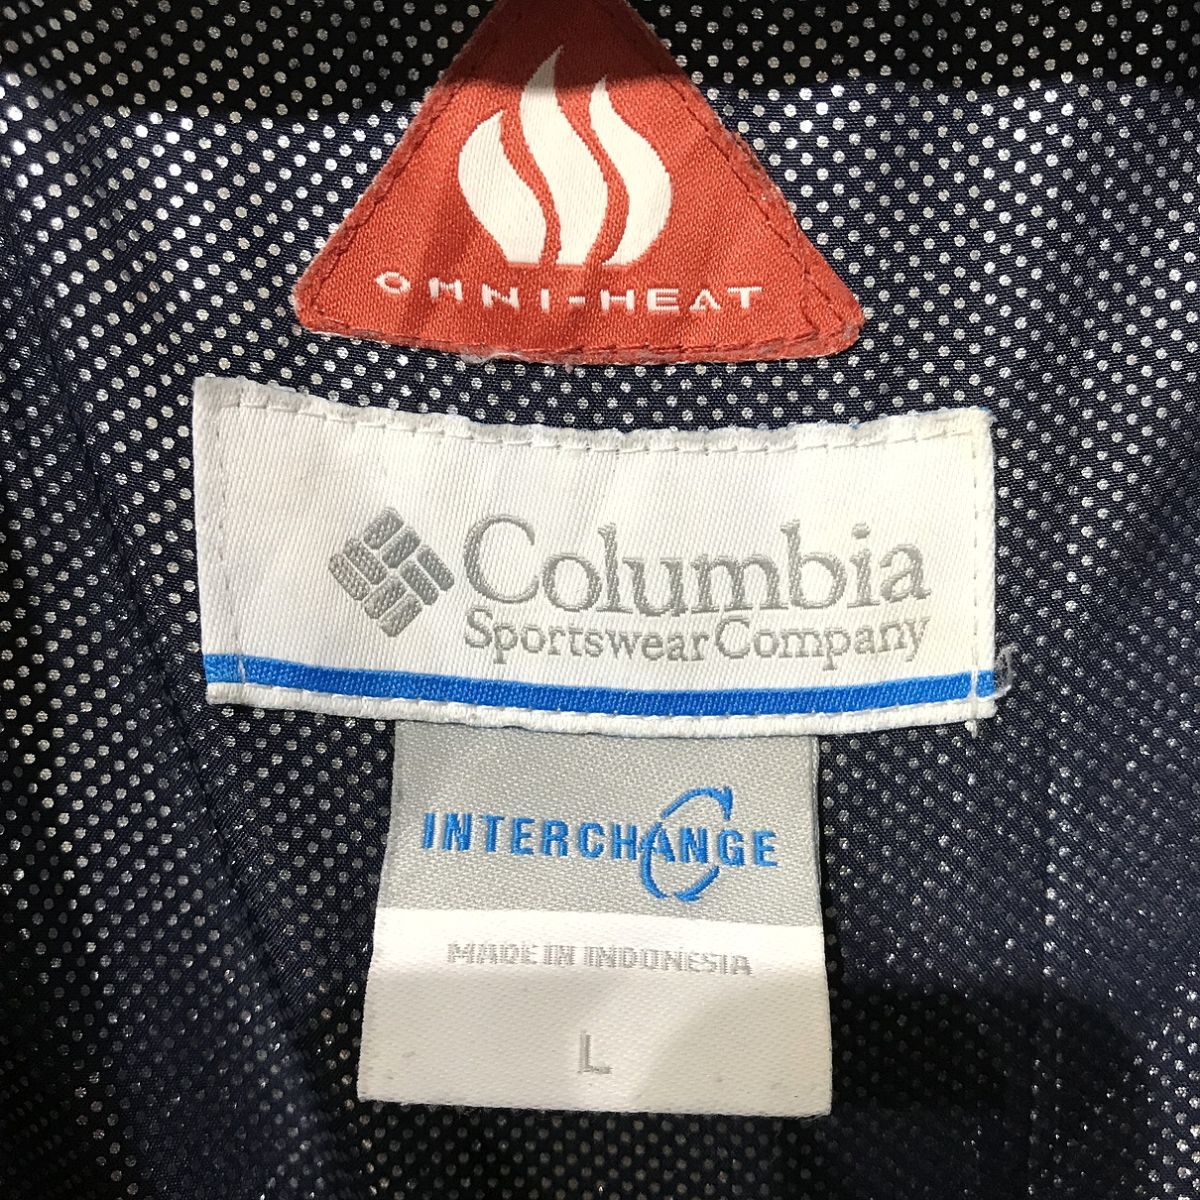 OMNI-HEAT
Columbia
Sportswear Company
INTERCHANGE
MADE IN INDONESIA
L